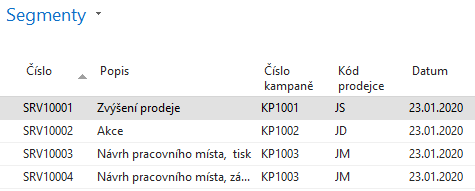 Segmenty
Číslo Popis Číslo kampaně Kód prodejce Datum
SRV10001 Zvýšení prodeje KP1001 JS 23.01.2020
SRV10002 Akce KP1002 JD 23.01.2020
SRV10003 Návrh pracovního místa, tisk KP1003 JM 23.01.2020
SRV10004 Návrh pracovního místa, zá... KP1003 JM 23.01.2020